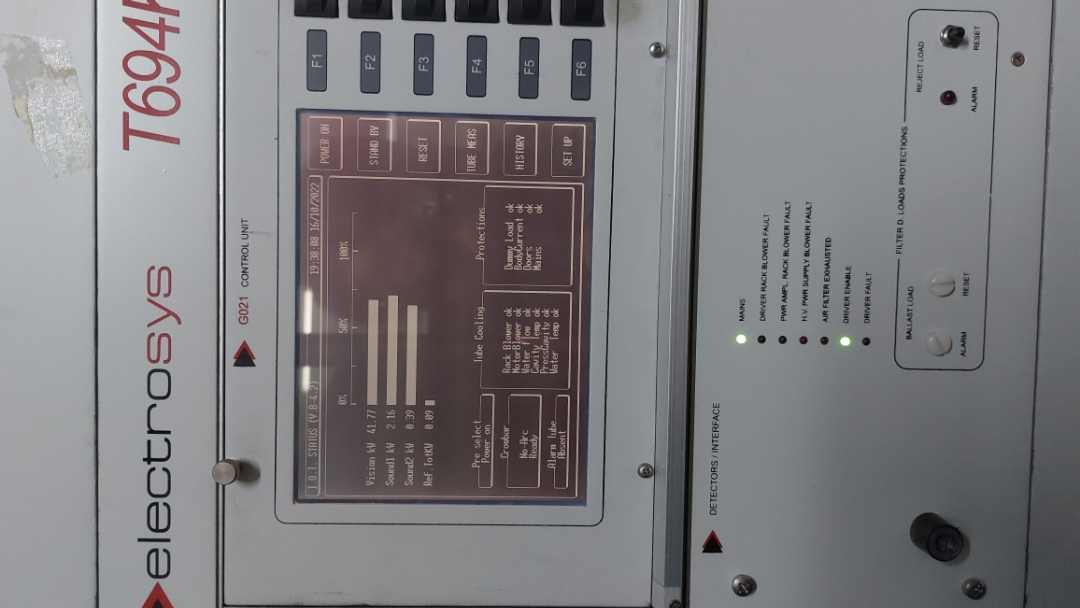 electrosys T694K
G021 CONTROL UNIT
I.O.T. STATUS (V.B-4.2) 19:38:08 16/10/2022
0% 50% 100%
Vision kW 41.77
Sound1 kW 2.16
Sound2 kW 0.39
Ref.TotKW 0.09
Pre select
Power on
Crowbar
No-Arc
Ready
Alarm Tube
Absent
Tube Cooling
Rack Blower ok
MotorBlower ok
Water flow ok
Cavity Temp ok
PressCavity ok
Water Temp ok
Protections
Dummy Load ok
BodyCurrent ok
Doors ok
Mains ok
POWER ON
STAND BY
RESET
TUBE MEAS
HISTORY
SET UP
F1
F2
F3
F4
F5
F6
DETECTORS / INTERFACE
MAINS
DRIVER RACK BLOWER FAULT
PWR AMPL. RACK BLOWER FAULT
H.V. PWR SUPPLY BLOWER FAULT
AIR FILTER EXHAUSTED
DRIVER ENABLE
DRIVER FAULT
FILTER D. LOADS PROTECTIONS
BALLAST LOAD
ALARM
RESET
REJECT LOAD
ALARM
RESET